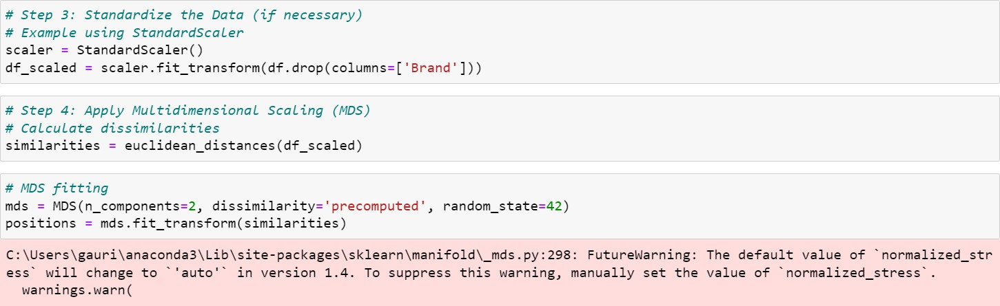 # Step 3: Standardize the Data (if necessary)
# Example using StandardScaler
scaler = StandardScaler()
df_scaled = scaler.fit_transform(df.drop(columns=['Brand']))
# Step 4: Apply Multidimensional Scaling (MDS)
# Calculate dissimilarities
similarities = euclidean_distances(df_scaled)
# MDS fitting
mds = MDS(n_components=2, dissimilarity='precomputed', random_state=42)
positions = mds.fit_transform(similarities)
C:\Users\gauri\anaconda3\Lib\site-packages\sklearn\manifold\_mds.py:298: FutureWarning: The default value of `normalized_str
ess` will change to `'auto'` in version 1.4. To suppress this warning, manually set the value of `normalized_stress`.
  warnings.warn(